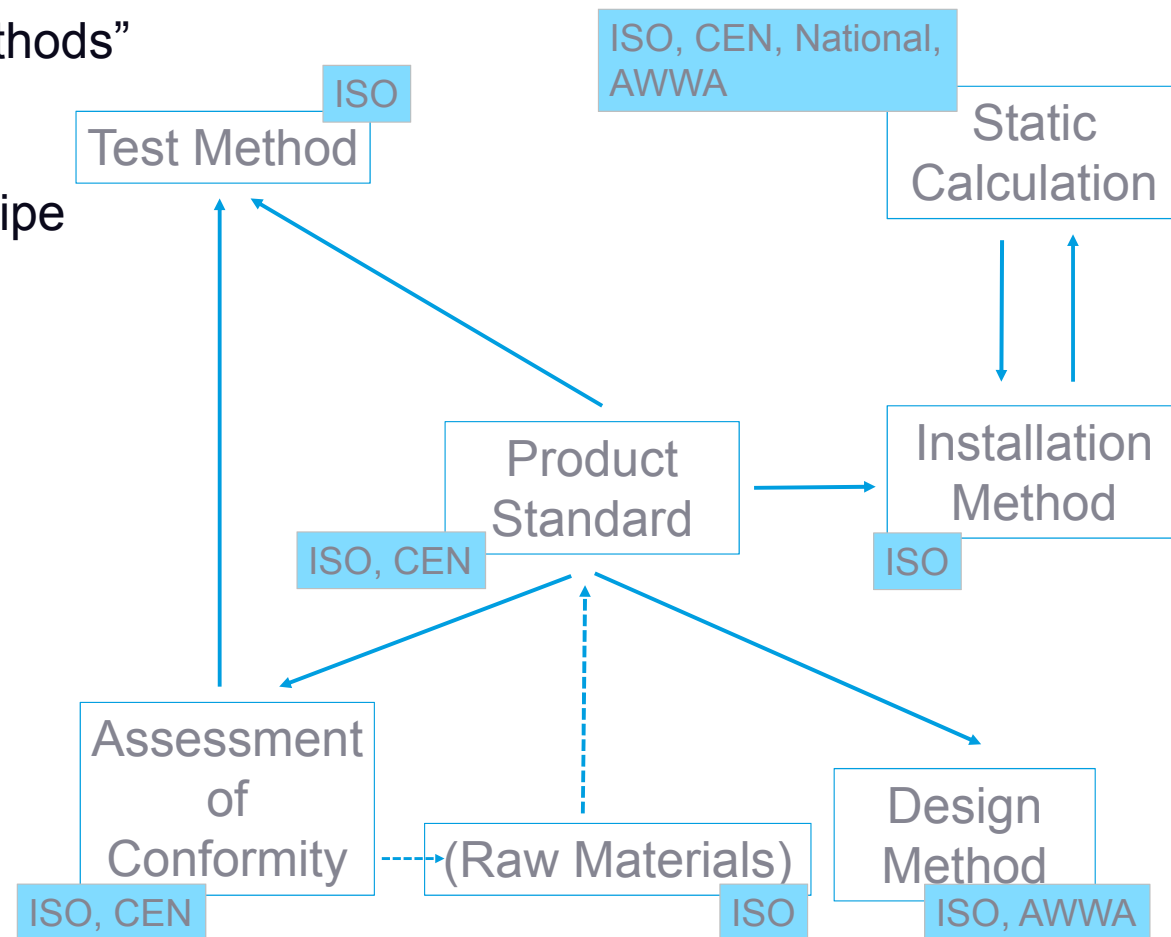 thods”
ISO, CEN, National,
AWWA
ISO
Test Method
Static
Calculation
ipe
Product
Standard
ISO, CEN
Installation
Method
ISO
Assessment
of
Conformity
ISO, CEN
(Raw Materials)
ISO
Design
Method
ISO, AWWA